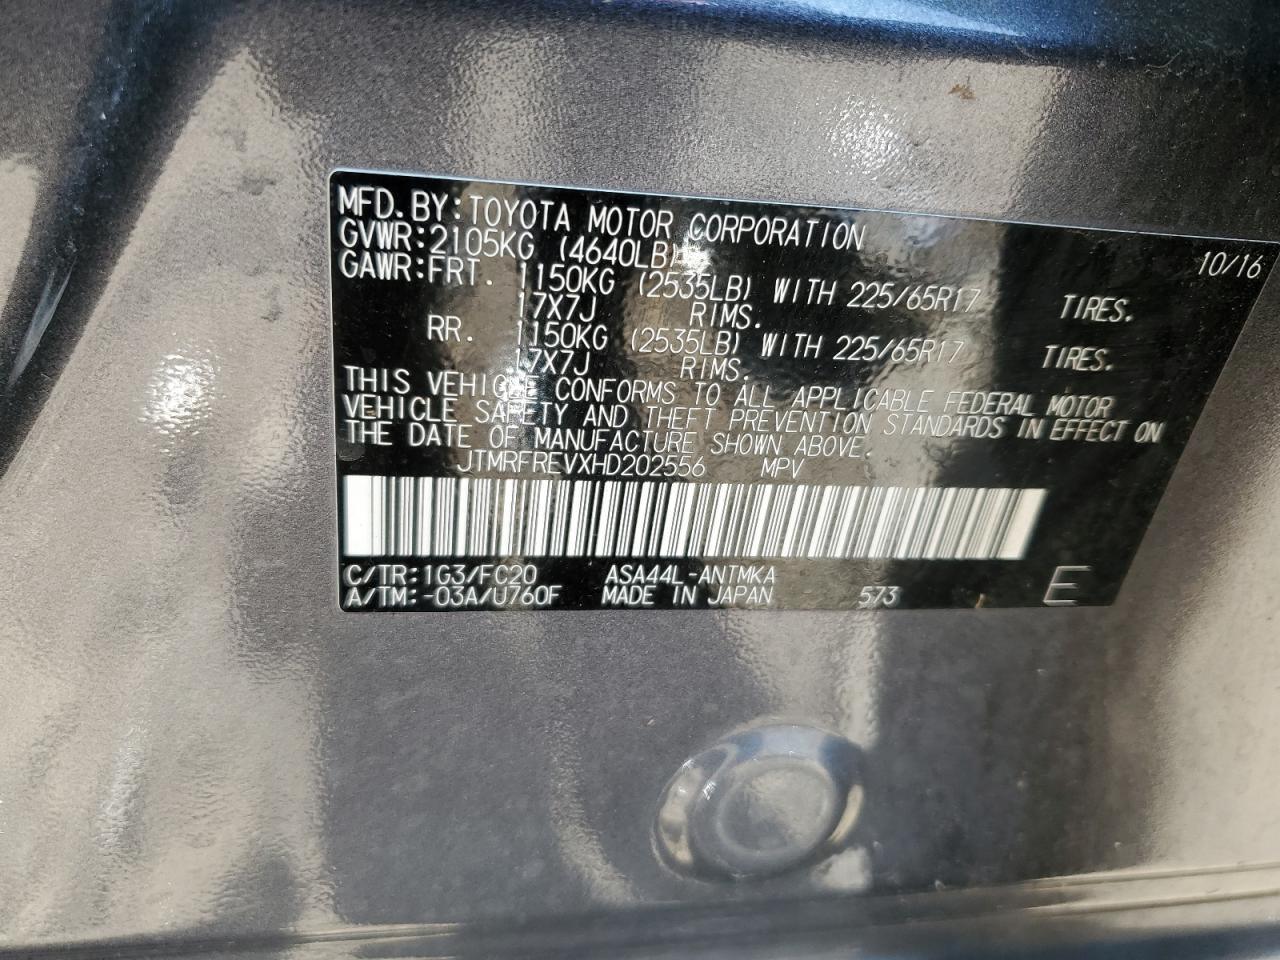 MFD. BY: TOYOTA MOTOR CORPORATION 10/16
GVWR: 2105KG (4640LB)
GAWR: FRT. 1150KG (2535LB) WITH 225/65R17 TIRES.
17X7J RIMS.
RR. 1150KG (2535LB) WITH 225/65R17 TIRES.
17X7J RIMS.
THIS VEHICLE CONFORMS TO ALL APPLICABLE FEDERAL MOTOR
VEHICLE SAFETY AND THEFT PREVENTION STANDARDS IN EFFECT ON
THE DATE OF MANUFACTURE SHOWN ABOVE.
JTMRFREVXHD202556 MPV
C/TR: 1G3/FC20 ASA44L-ANTMKA
A/TM: -03A/U760F MADE IN JAPAN 573 E